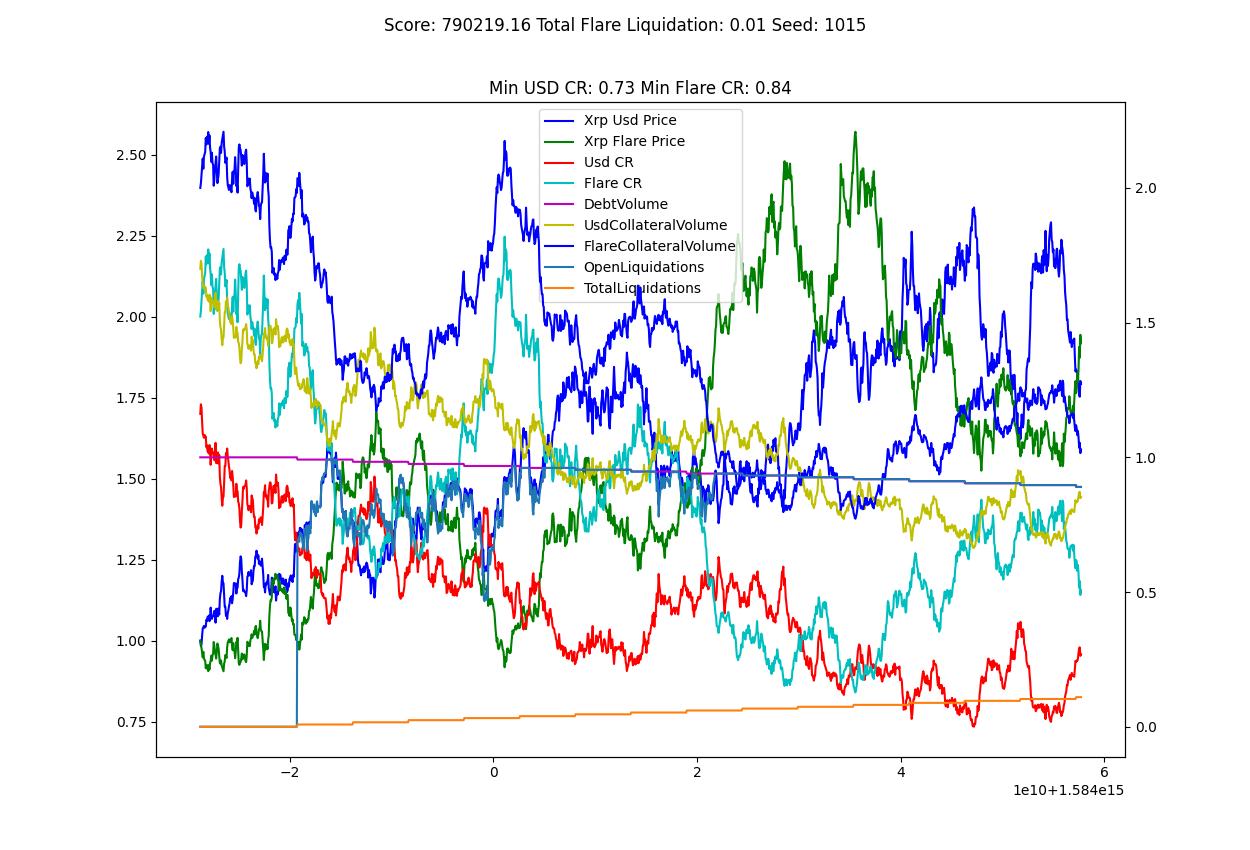 Score: 790219.16 Total Flare Liquidation: 0.01 Seed: 1015
Min USD CR: 0.73 Min Flare CR: 0.84
Xrp Usd Price
Xrp Flare Price
Usd CR
Flare CR
DebtVolume
UsdCollateralVolume
FlareCollateralVolume
OpenLiquidations
TotalLiquidations
2.50
2.25
2.00
1.75
1.50
1.25
1.00
0.75
2.0
1.5
1.0
0.5
0.0
−2 0 2 4 6
1e10+1.584e15